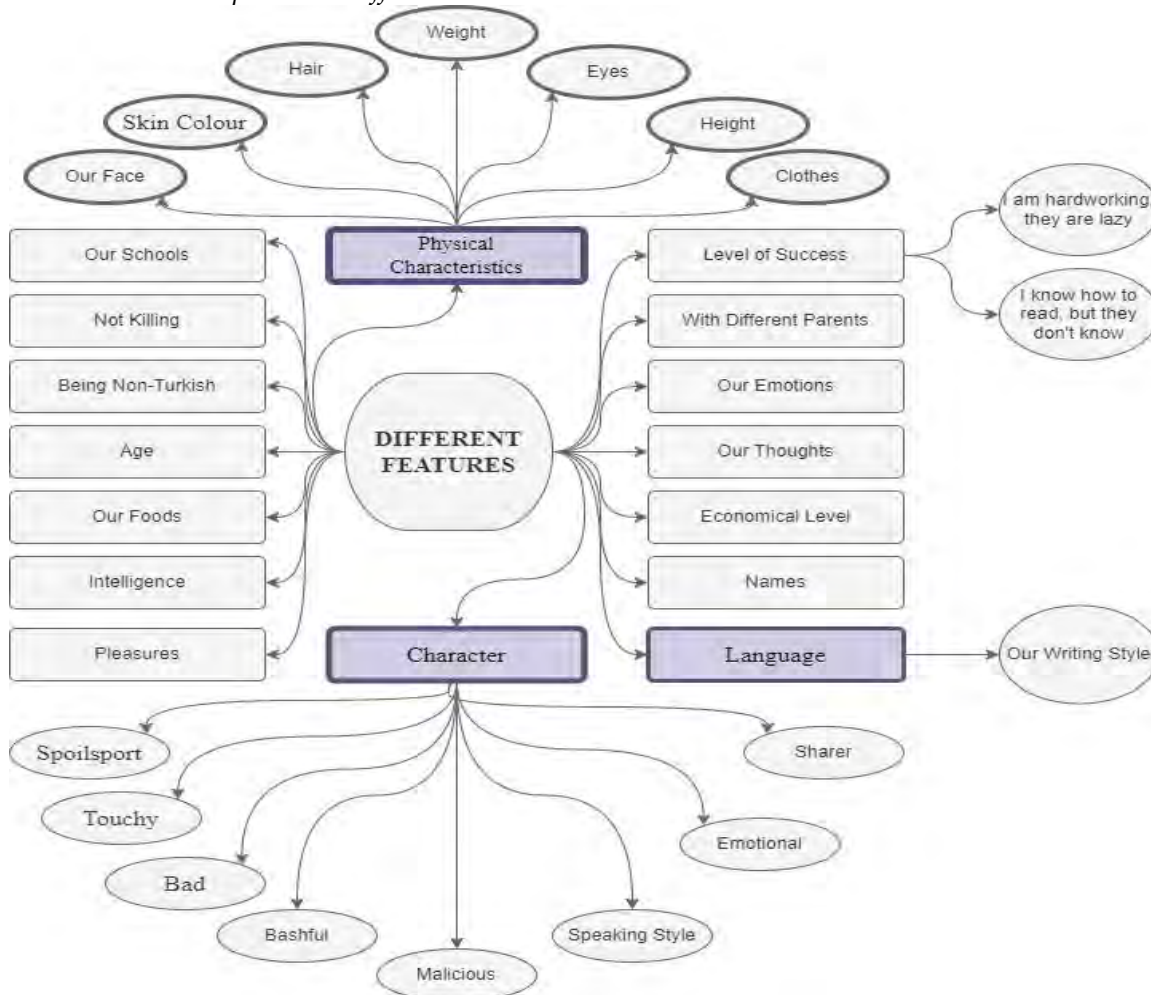 Weight
Hair
Eyes
Skin Colour
Height
Our Face
Clothes
I am hardworking,
they are lazy
Our Schools
Physical
Characteristics
Level of Success
I know how to
read, but they
don't know
Not Killing
With Different Parents
Being Non-Turkish
Our Emotions
DIFFERENT
FEATURES
Age
Our Thoughts
Our Foods
Economical Level
Intelligence
Names
Pleasures
Character
Language
Our Writing Style
Spoilsport
Sharer
Touchy
Emotional
Bad
Bashful
Speaking Style
Malicious